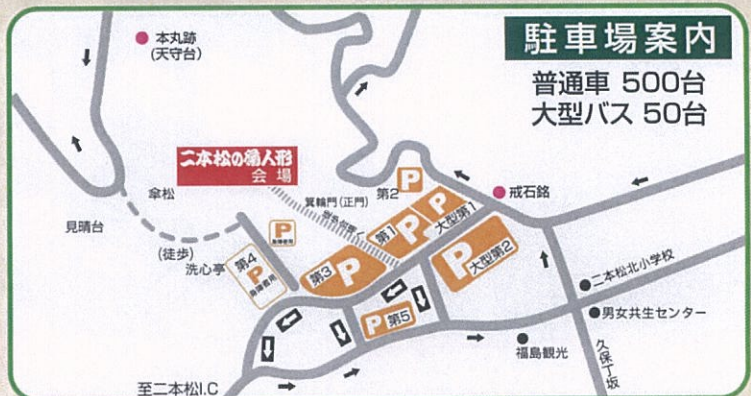 駐車場案内
普通車 500台
大型バス 50台
本丸跡
(天守台)
二本松の菊人形
会場
傘松
見晴台
(徒歩)
洗心亭
箕輪門(正門)
第2
P
戒石銘
P
大型第1
第1
P
P
第4
P
第3
P
P
大型第2
P
第5
二本松北小学校
男女共生センター
福島観光
久保丁坂
至二本松I.C